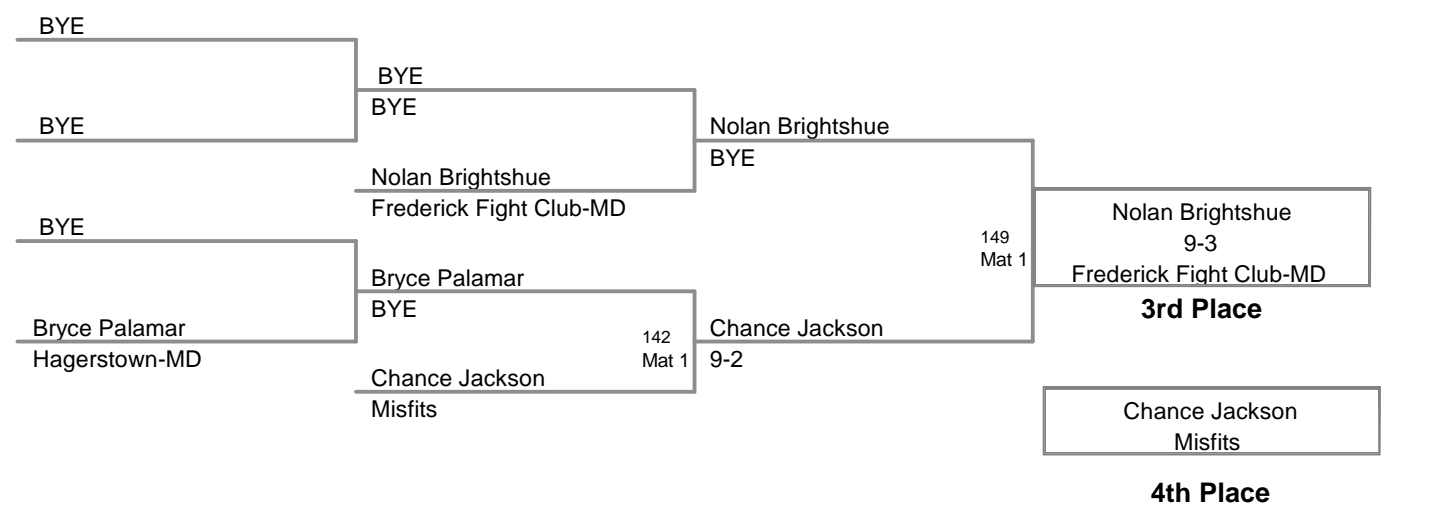 BYE
BYE
BYE
BYE
Nolan Brightshue
BYE
Nolan Brightshue
Frederick Fight Club-MD
BYE
Nolan Brightshue
9-3
Frederick Fight Club-MD
3rd Place
149
Mat 1
Bryce Palamar
BYE
Bryce Palamar
Hagerstown-MD
142
Mat 1
Chance Jackson
9-2
Chance Jackson
Misfits
Chance Jackson
Misfits
4th Place